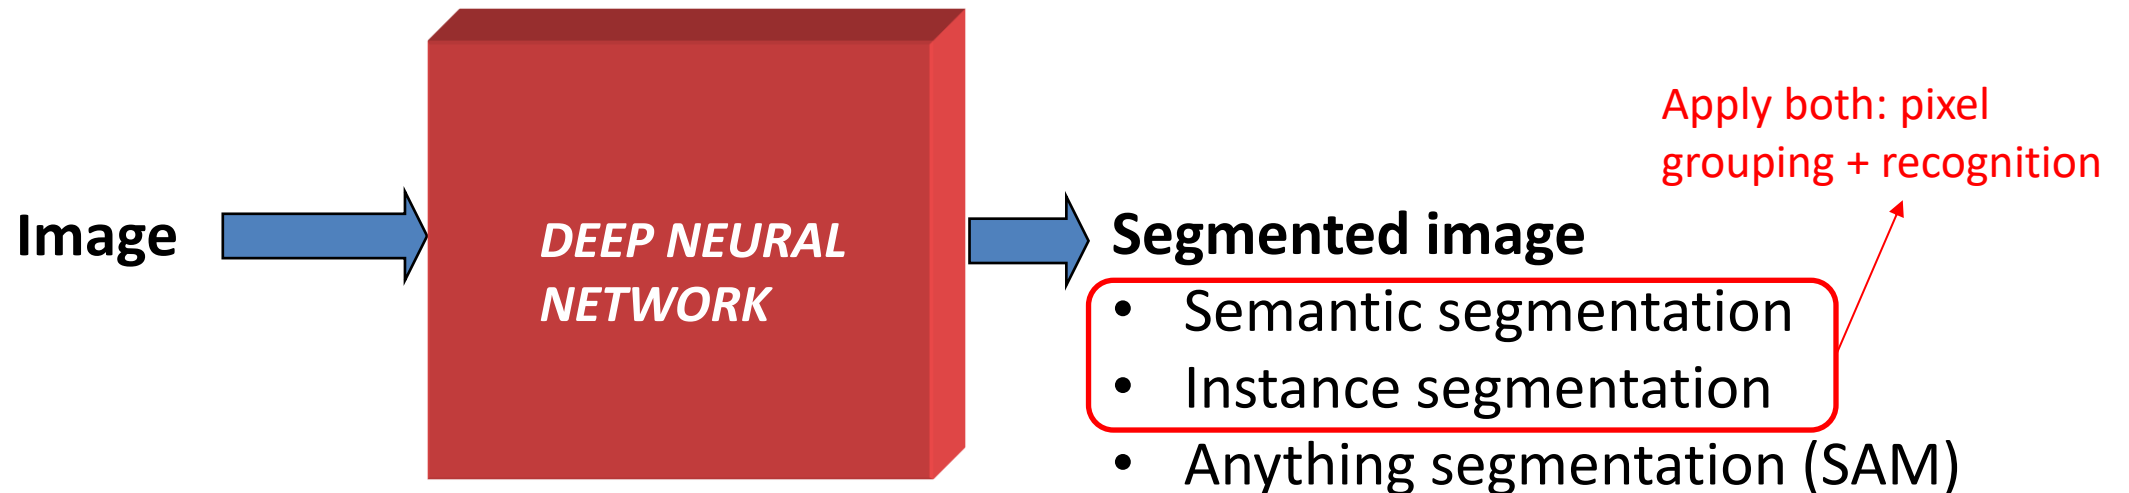 Apply both: pixel
grouping + recognition
Image
DEEP NEURAL
NETWORK
Segmented image
• Semantic segmentation
• Instance segmentation
• Anything segmentation (SAM)